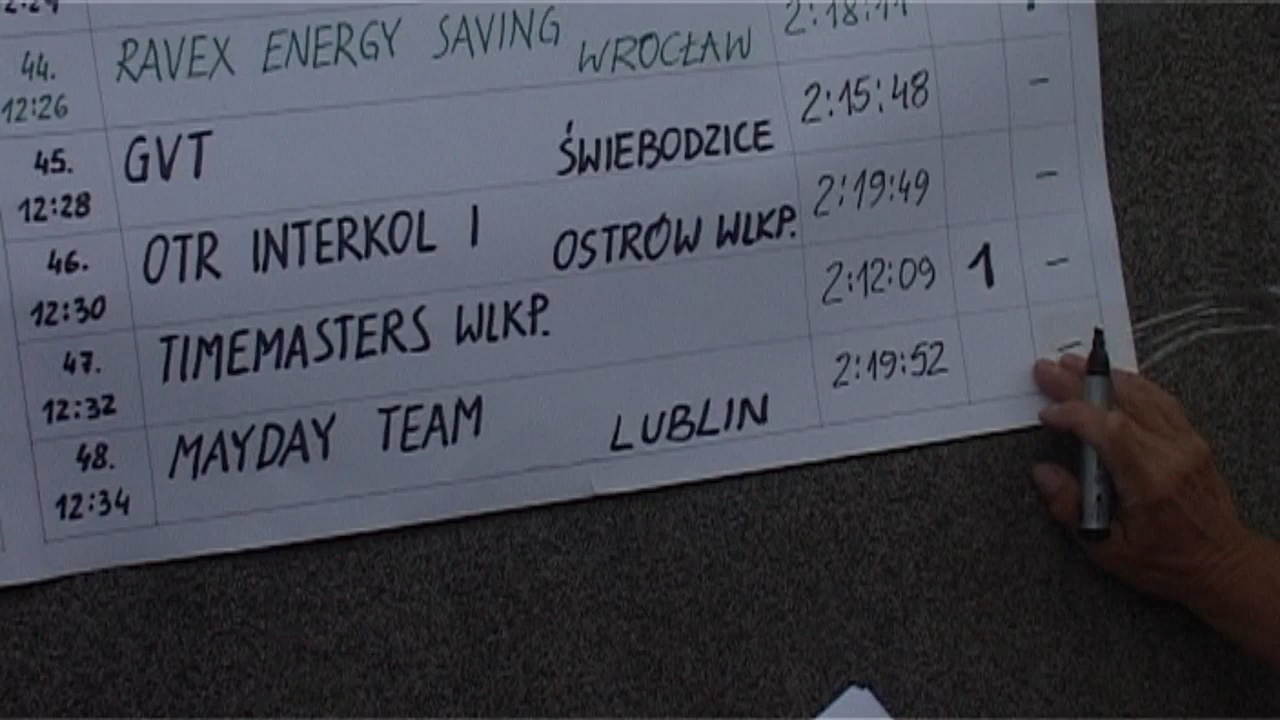 44. RAVEX ENERGY SAVING WROCŁAW
12:26
45. GVT ŚWIEBODZICE 2:15:48 –
12:28
46. OTR INTERKOL I OSTRÓW WLKP. 2:19:49 –
12:30
47. TIMEMASTERS WLKP. 2:12:09 1 –
12:32
48. MAYDAY TEAM LUBLIN 2:19:52 –
12:34